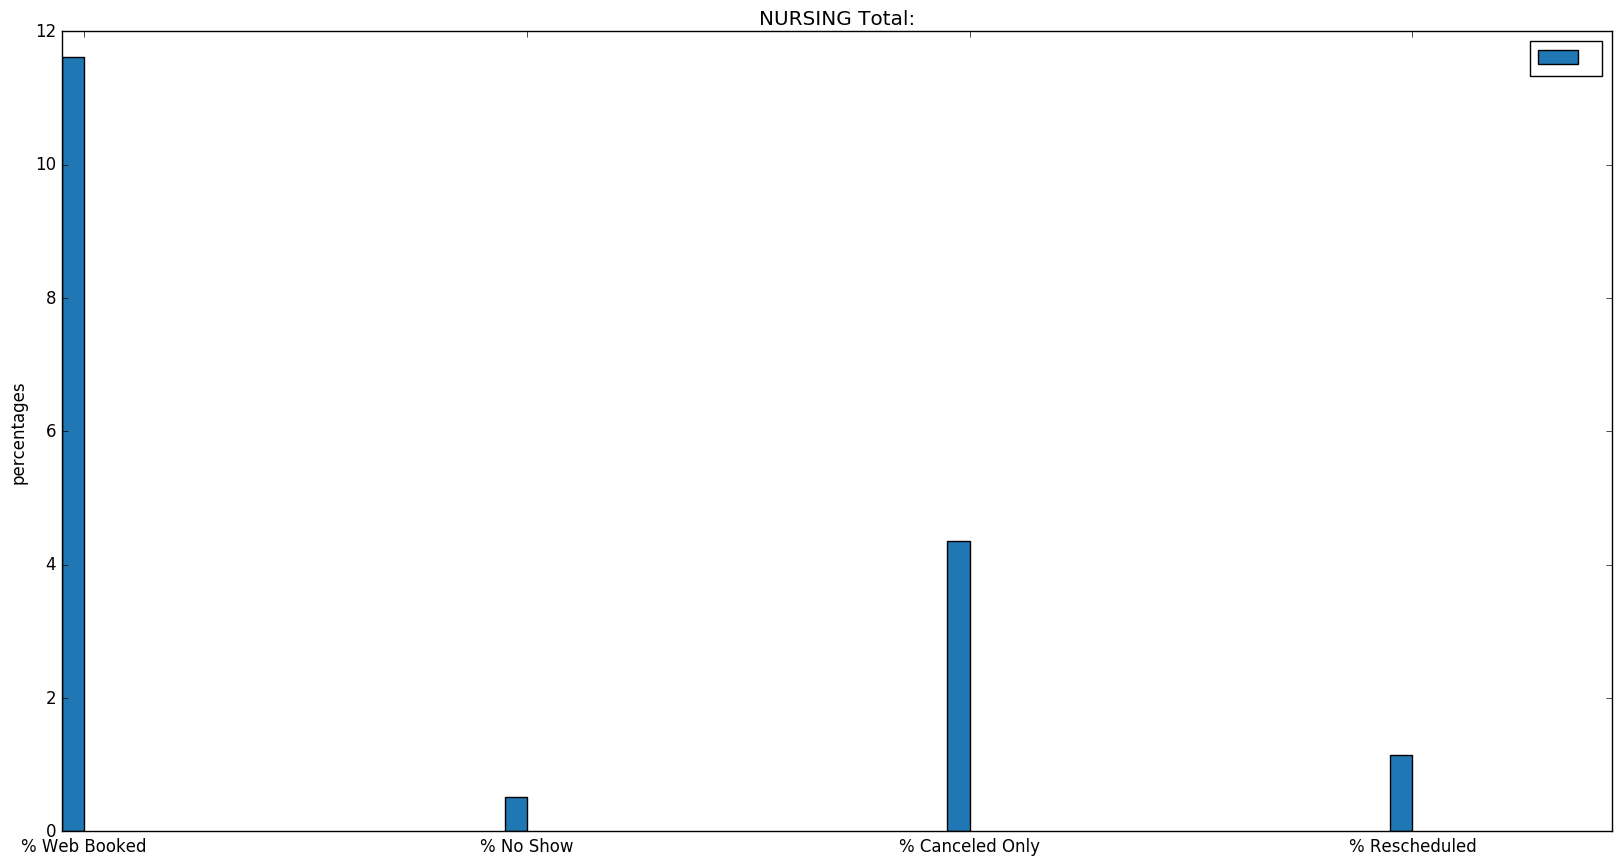 NURSING Total:
12
10
8
6
4
2
0
percentages
% Web Booked
% No Show
% Canceled Only
% Rescheduled